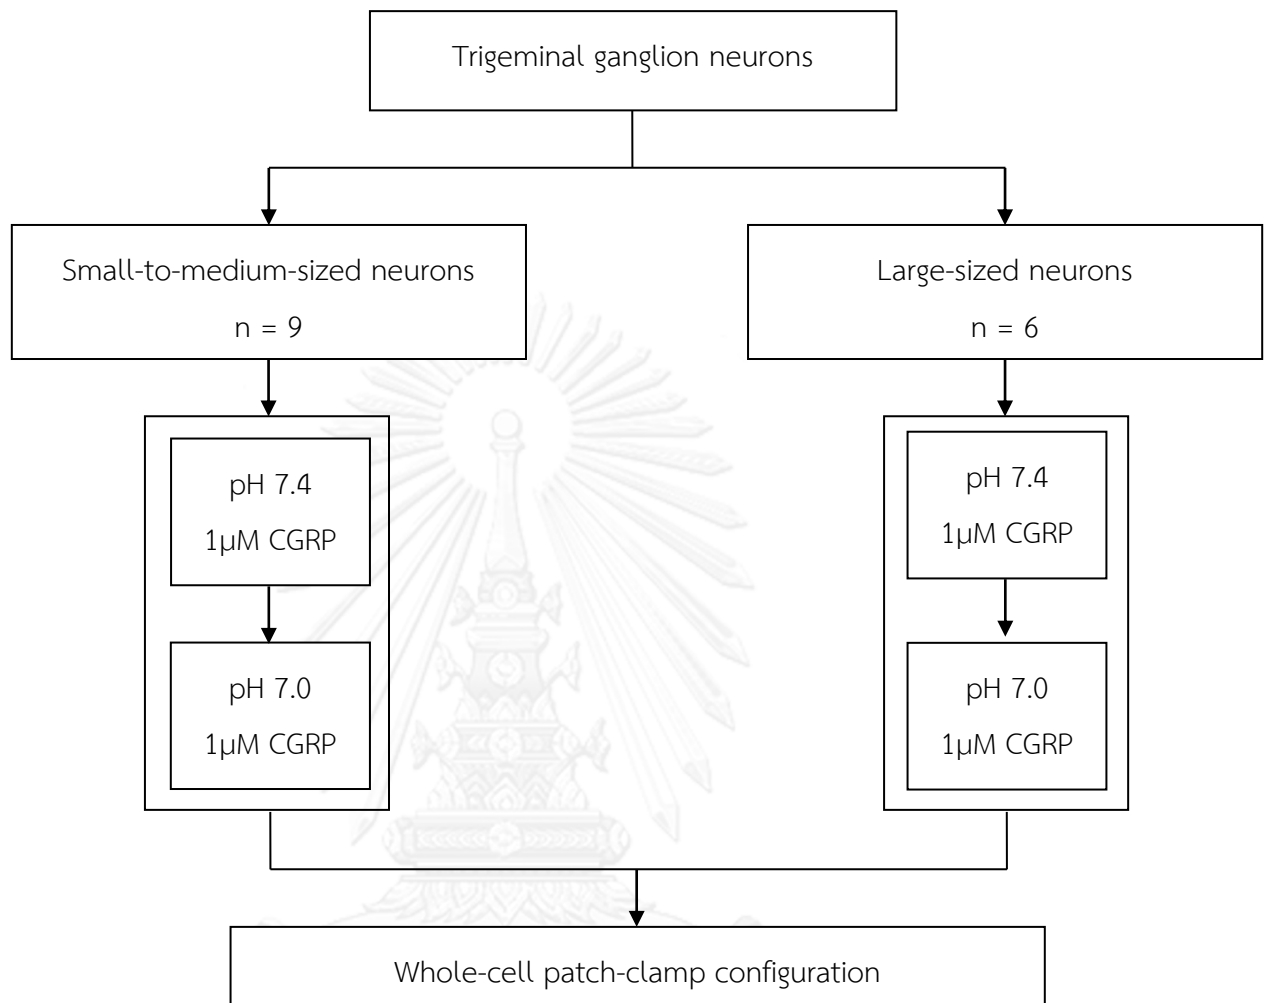 Trigeminal ganglion neurons
Small-to-medium-sized neurons
n = 9
Large-sized neurons
n = 6
pH 7.4
1µM CGRP
pH 7.0
1µM CGRP
pH 7.4
1µM CGRP
pH 7.0
1µM CGRP
Whole-cell patch-clamp configuration